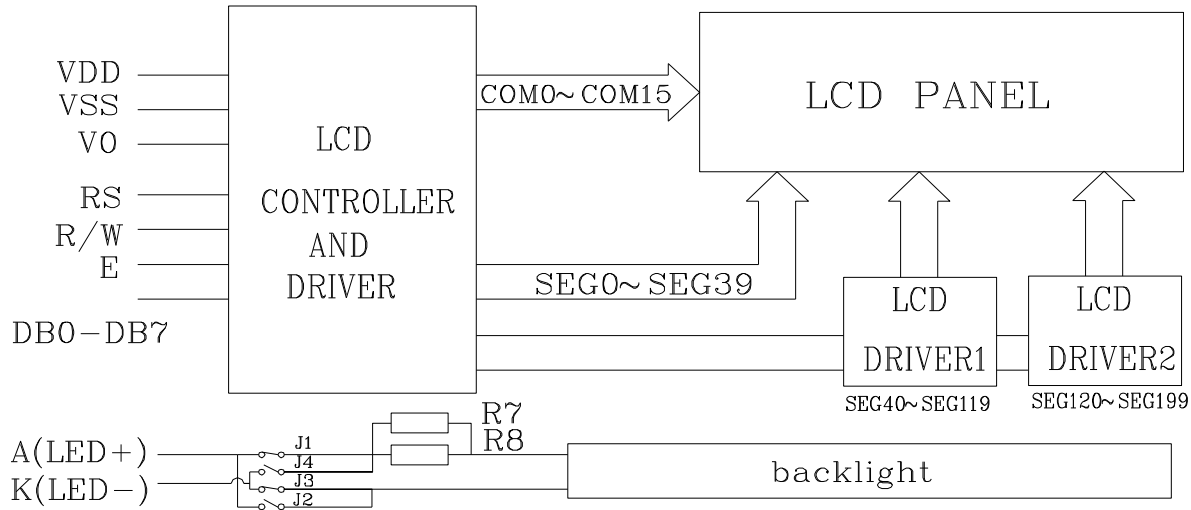 VDD
VSS
VO
RS
R/W
E
DB0-DB7
LCD
CONTROLLER
AND
DRIVER
COM0~COM15
LCD PANEL
SEG0~SEG39
LCD
DRIVER1
SEG40~SEG119
LCD
DRIVER2
SEG120~SEG199
R7
R8
A(LED+)
K(LED-)
J1
J4
J3
J2
backlight